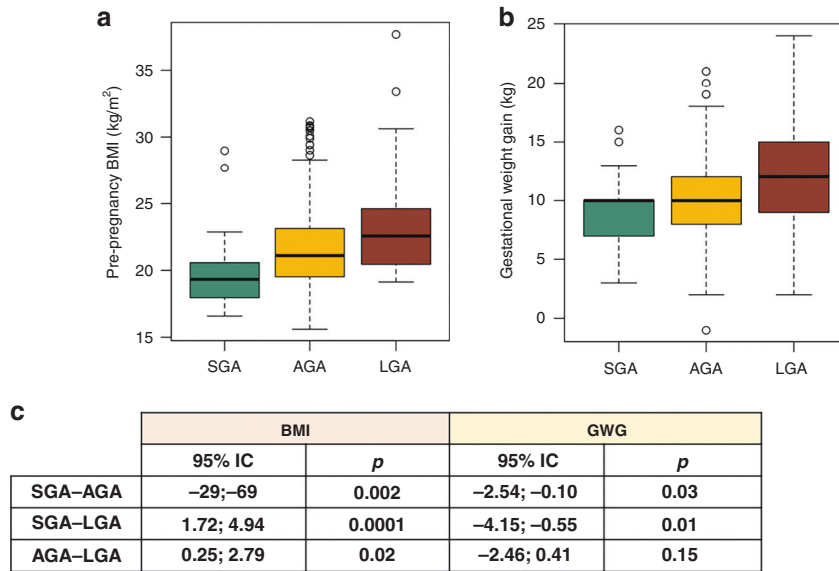 a
Pre-pregnancy BMI (kg/m²)
35
30
25
20
15
SGA AGA LGA
b
Gestational weight gain (kg)
25
20
15
10
5
0
SGA AGA LGA
c
BMI GWG
95% IC p 95% IC p
SGA–AGA –29;–69 0.002 –2.54; –0.10 0.03
SGA–LGA 1.72; 4.94 0.0001 –4.15; –0.55 0.01
AGA–LGA 0.25; 2.79 0.02 –2.46; 0.41 0.15